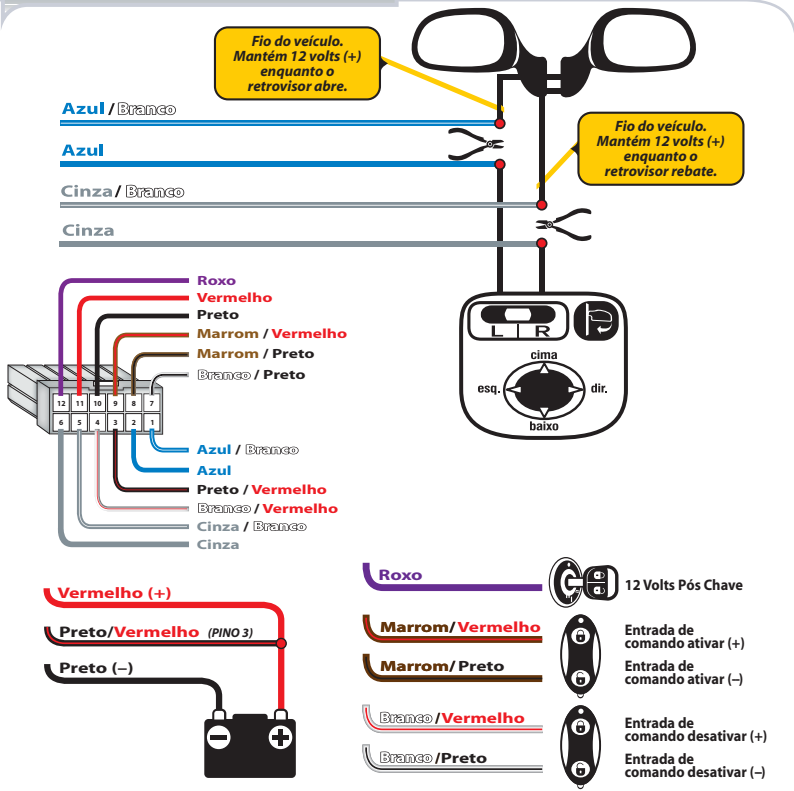 Fio do veículo.
Mantém 12 volts (+)
enquanto o
retrovisor abre.
Azul / Branco
Azul
Cinza / Branco
Cinza
Fio do veículo.
Mantém 12 volts (+)
enquanto o
retrovisor rebate.
L R
cima
esq. dir.
baixo
Roxo
Vermelho
Preto
Marrom / Vermelho
Marrom / Preto
Branco / Preto
12 11 10 9 8 7
6 5 4 3 2 1
Azul / Branco
Azul
Preto / Vermelho
Branco / Vermelho
Cinza / Branco
Cinza
Vermelho (+)
Preto/Vermelho (PINO 3)
Preto (–)
Roxo
12 Volts Pós Chave
Marrom/Vermelho
Entrada de
comando ativar (+)
Marrom/Preto
Entrada de
comando ativar (–)
Branco/Vermelho
Entrada de
comando desativar (+)
Branco/Preto
Entrada de
comando desativar (–)